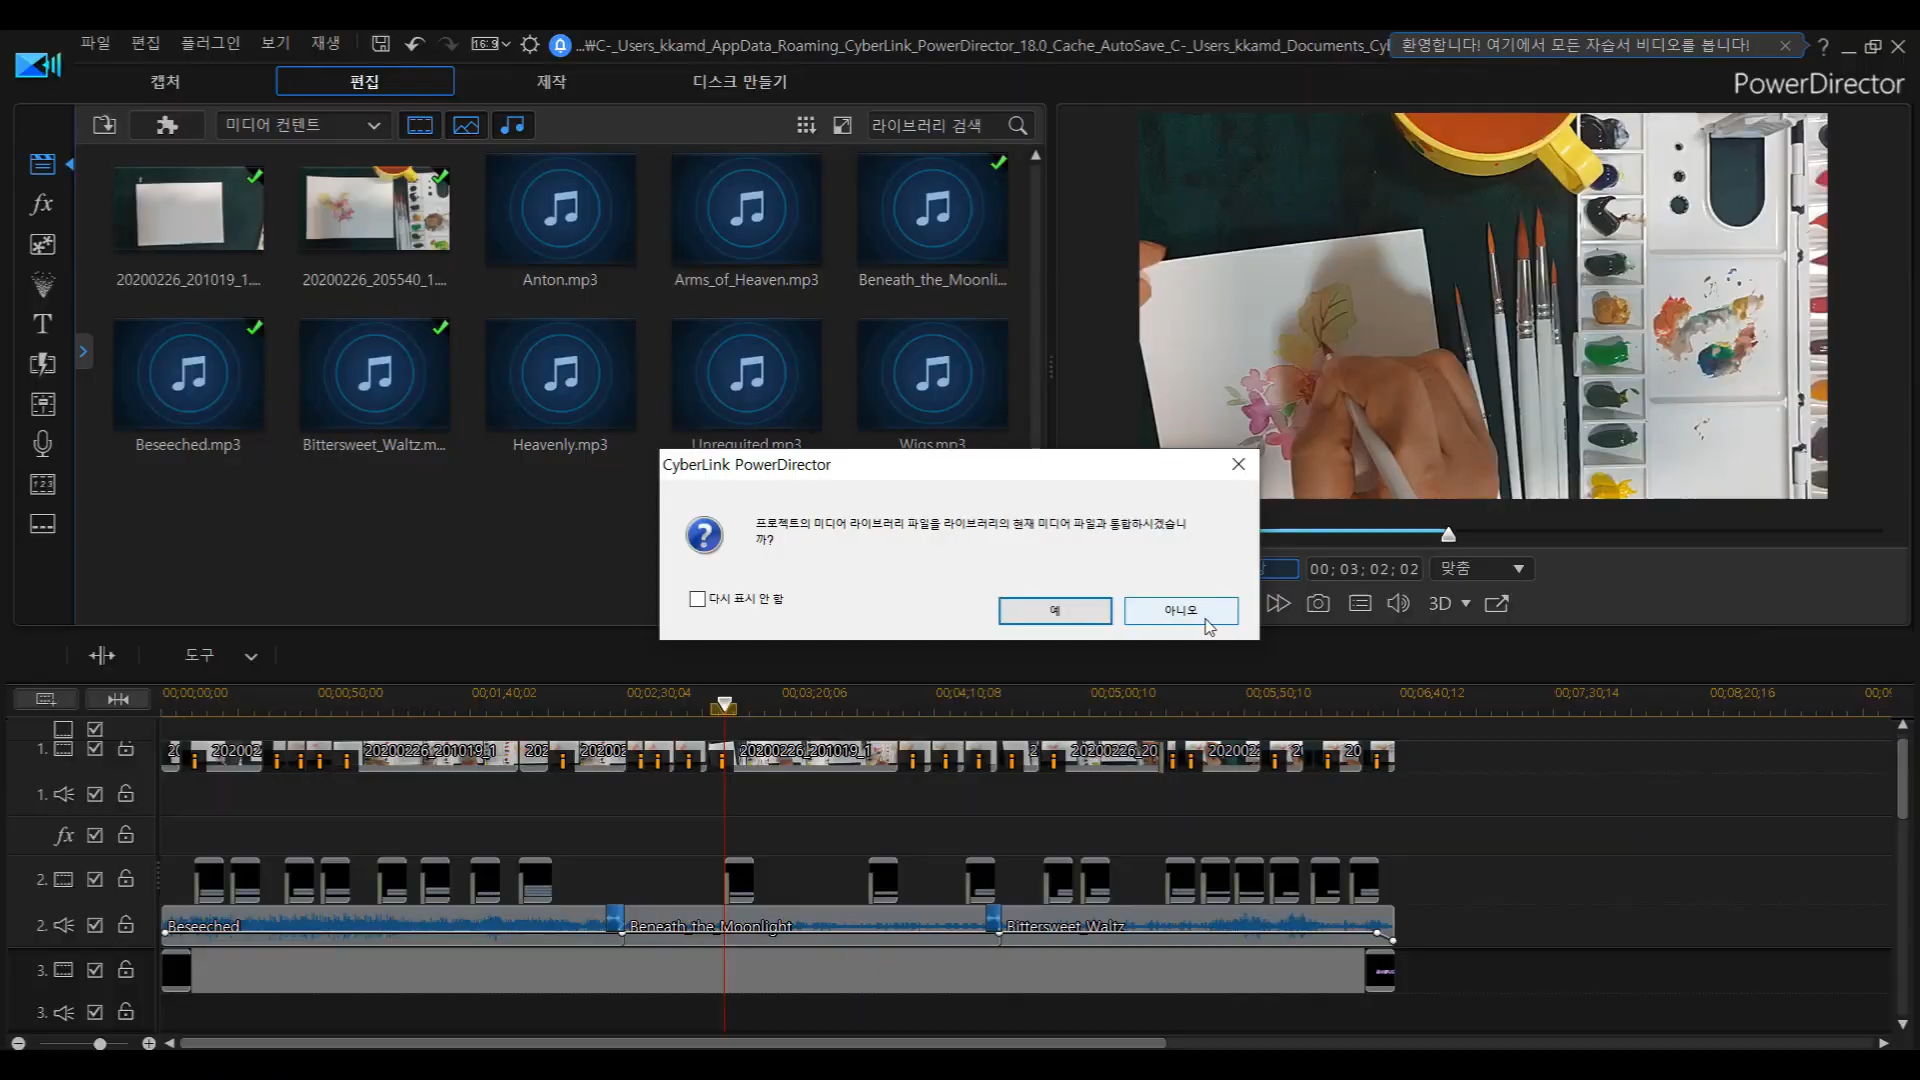 파일 편집 플러그인 보기 재생 16:9 ...₩C-_Users_kkamd_AppData_Roaming_CyberLink_PowerDirector_18.0_Cache_AutoSave_C-_Users_kkamd_Documents_Cy 환영합니다! 여기에서 모든 자습서 비디오를 봅니다! ?
캡처 편집 제작 디스크 만들기 PowerDirector
미디어 컨텐트 라이브러리 검색
20200226_201019_1.... 20200226_205540_1.... Anton.mp3 Arms_of_Heaven.mp3 Beneath_the_Moonli...
Beseeched.mp3 Bittersweet_Waltz.m... Heavenly.mp3 Unrequited.mp3 Wigs.mp3
fx
T
CyberLink PowerDirector
프로젝트의 미디어 라이브러리 파일을 라이브러리의 현재 미디어 파일과 통합하시겠습니
까?
다시 표시 안 함 예 아니오
00; 03; 02; 02 맞춤
3D
도구
00;00;00;00 00;00;50;00 00;01;40;02 00;02;30;04 00;03;20;06 00;04;10;08 00;05;00;10 00;05;50;10 00;06;40;12 00;07;30;14 00;08;20;16
1. 2020022 20200226_201019_1 202 202002 20200226_201019_1 20200226_20 202002 20
1.
fx
2.
2. Beseeched Beneath_the_Moonlight Bittersweet_Waltz
3.
3.